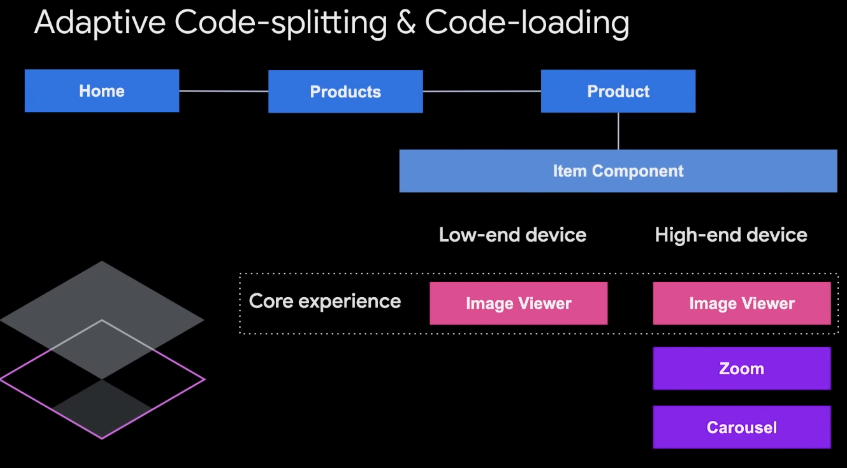 Adaptive Code-splitting & Code-loading
Home
Products
Product
Item Component
Low-end device
High-end device
Core experience
Image Viewer
Image Viewer
Zoom
Carousel